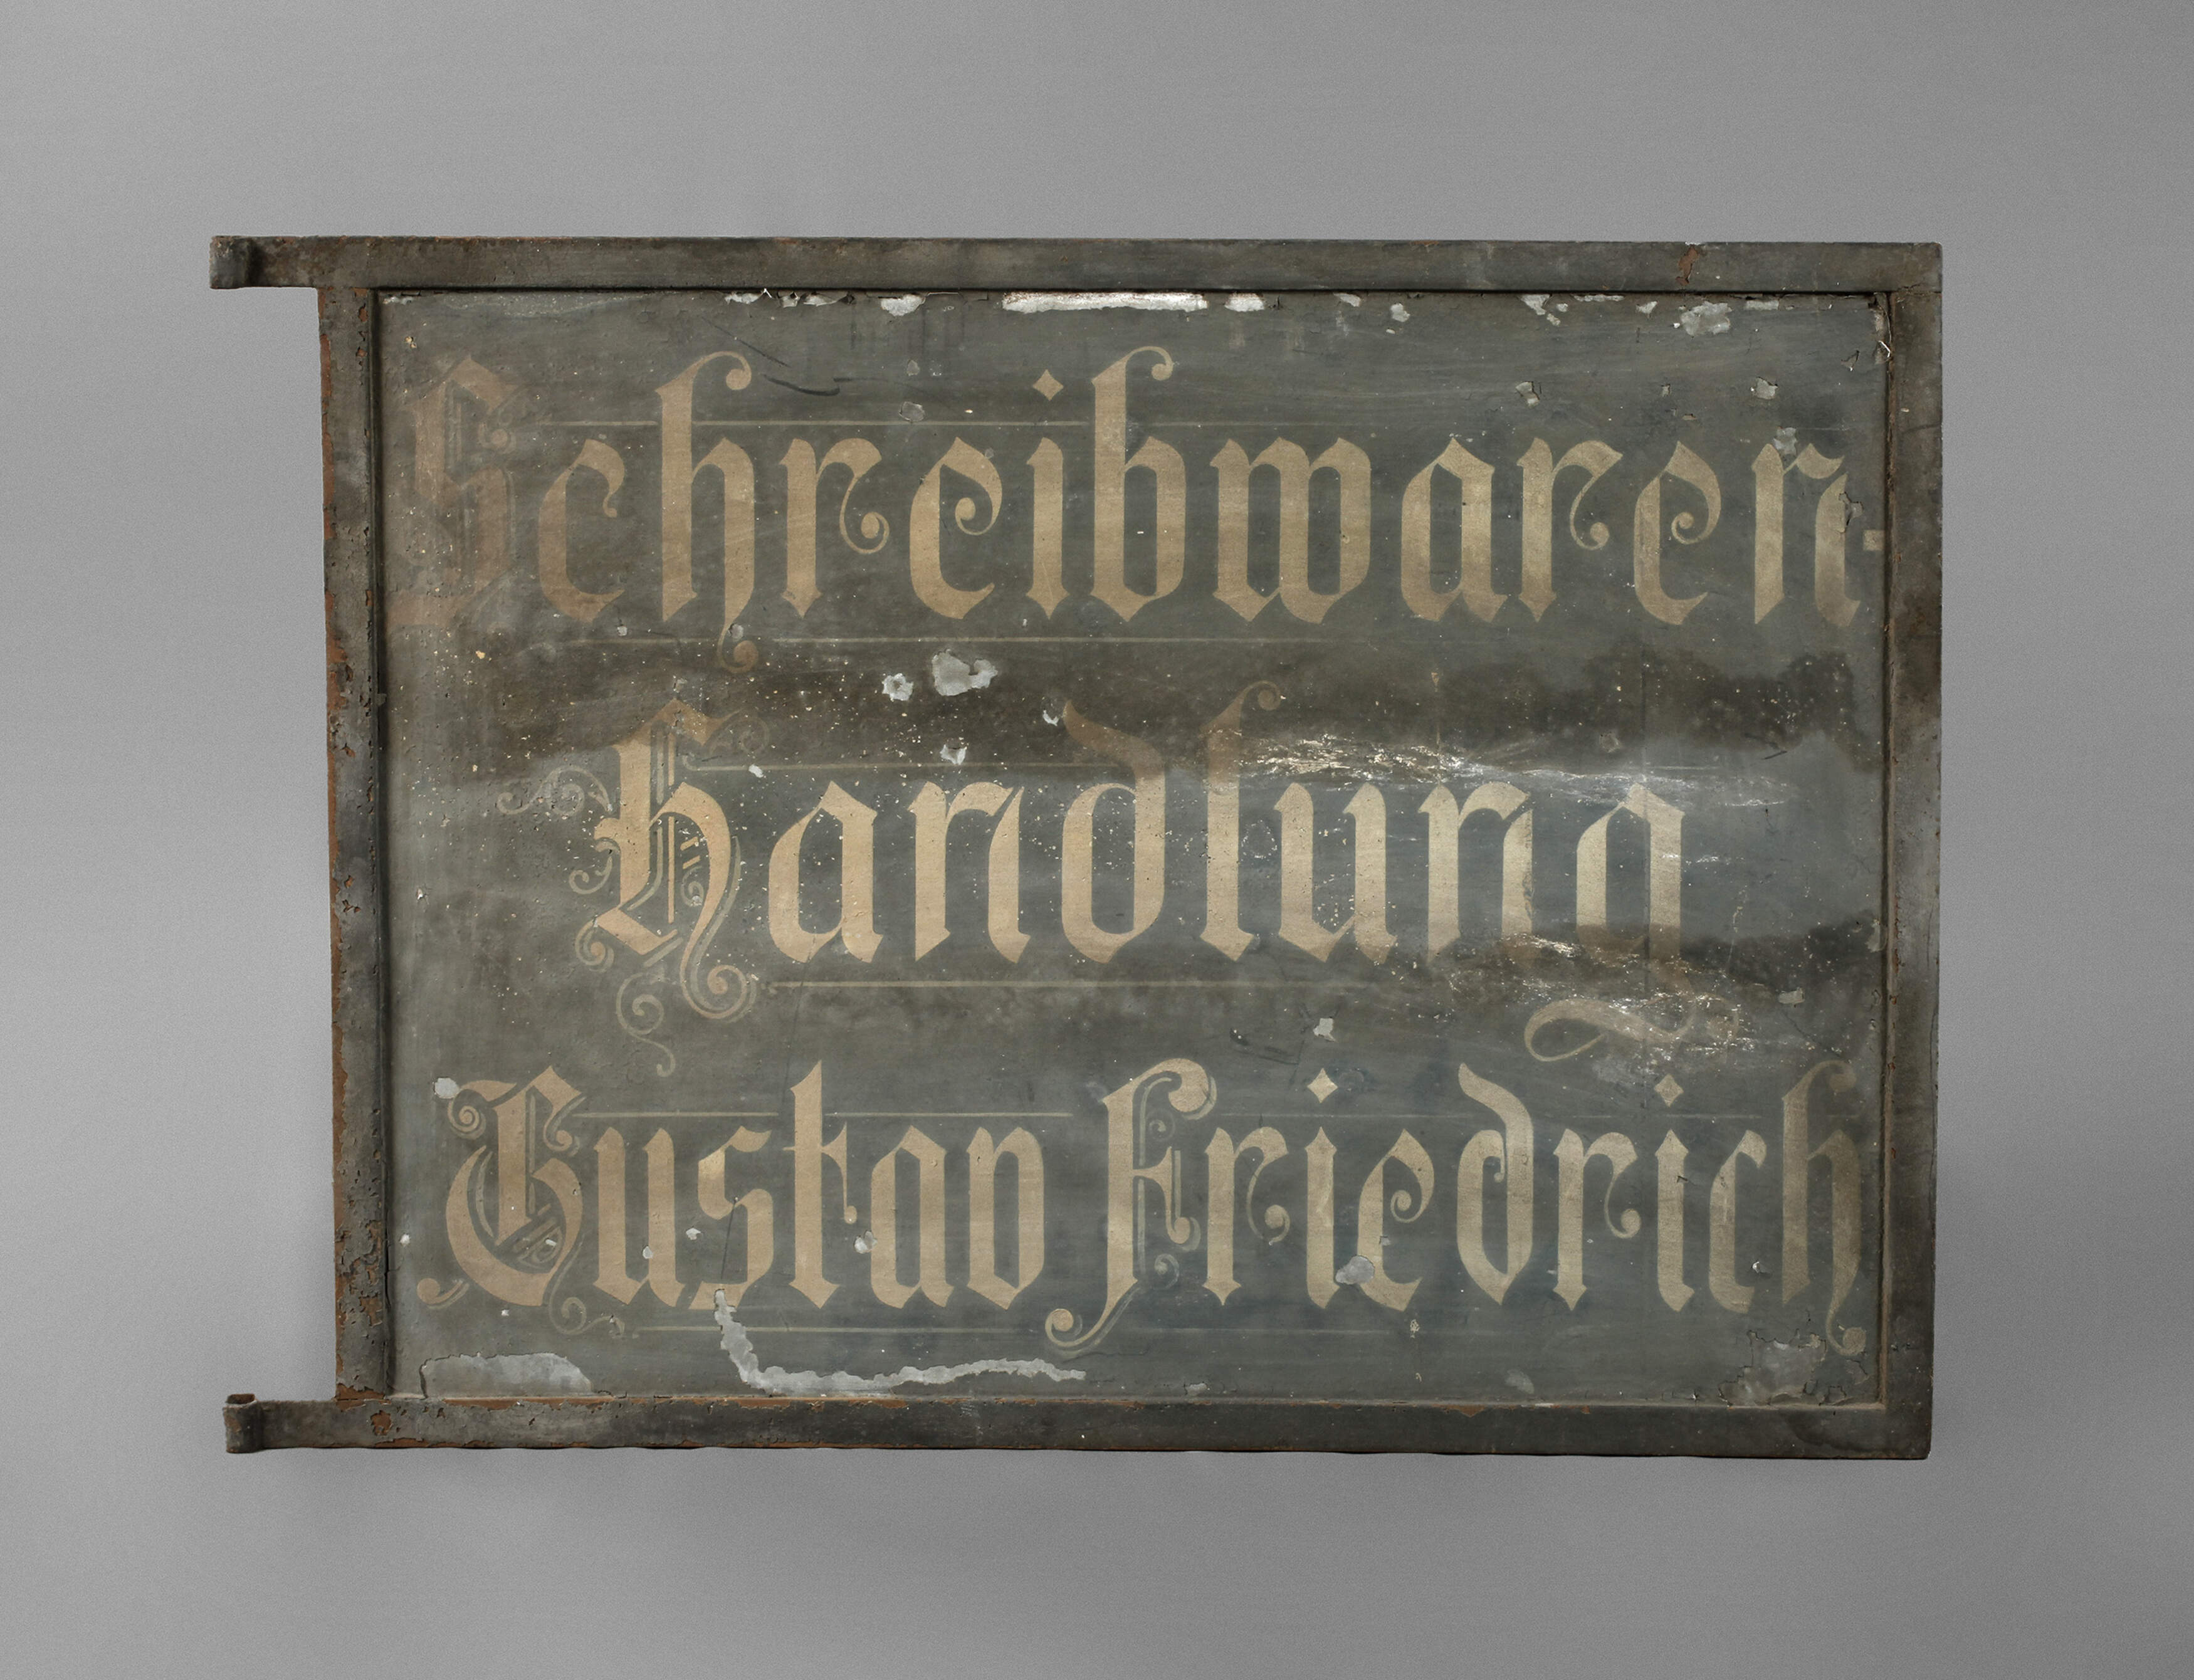 Schreibwaren-
Handlung
Gustav Friedrich